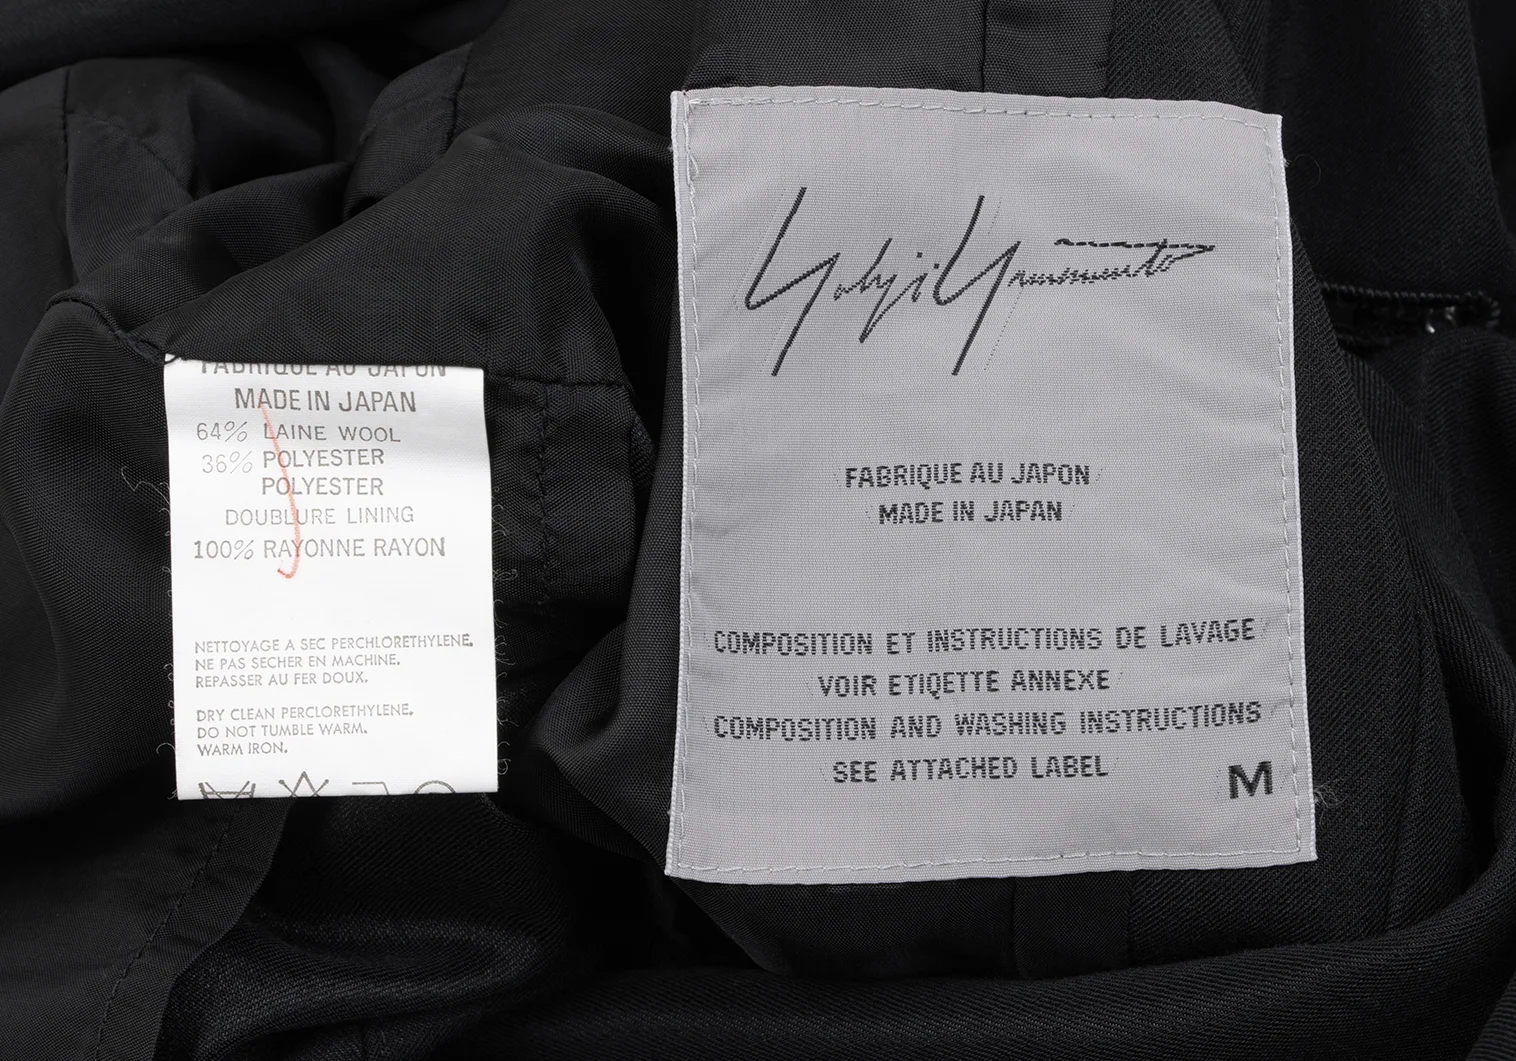 FABRIQUE AU JAPON
MADE IN JAPAN
64% LAINE WOOL
36% POLYESTER
POLYESTER
DOUBLURE LINING
100% RAYONNE RAYON
NETTOYAGE A SEC PERCHLORETHYLENE.
NE PAS SECHER EN MACHINE.
REPASSER AU FER DOUX.
DRY CLEAN PERCLORETHYLENE.
DO NOT TUMBLE WARM.
WARM IRON.
Yohji Yamamoto
FABRIQUE AU JAPON
MADE IN JAPAN
COMPOSITION ET INSTRUCTIONS DE LAVAGE
VOIR ETIQETTE ANNEXE
COMPOSITION AND WASHING INSTRUCTIONS
SEE ATTACHED LABEL
M